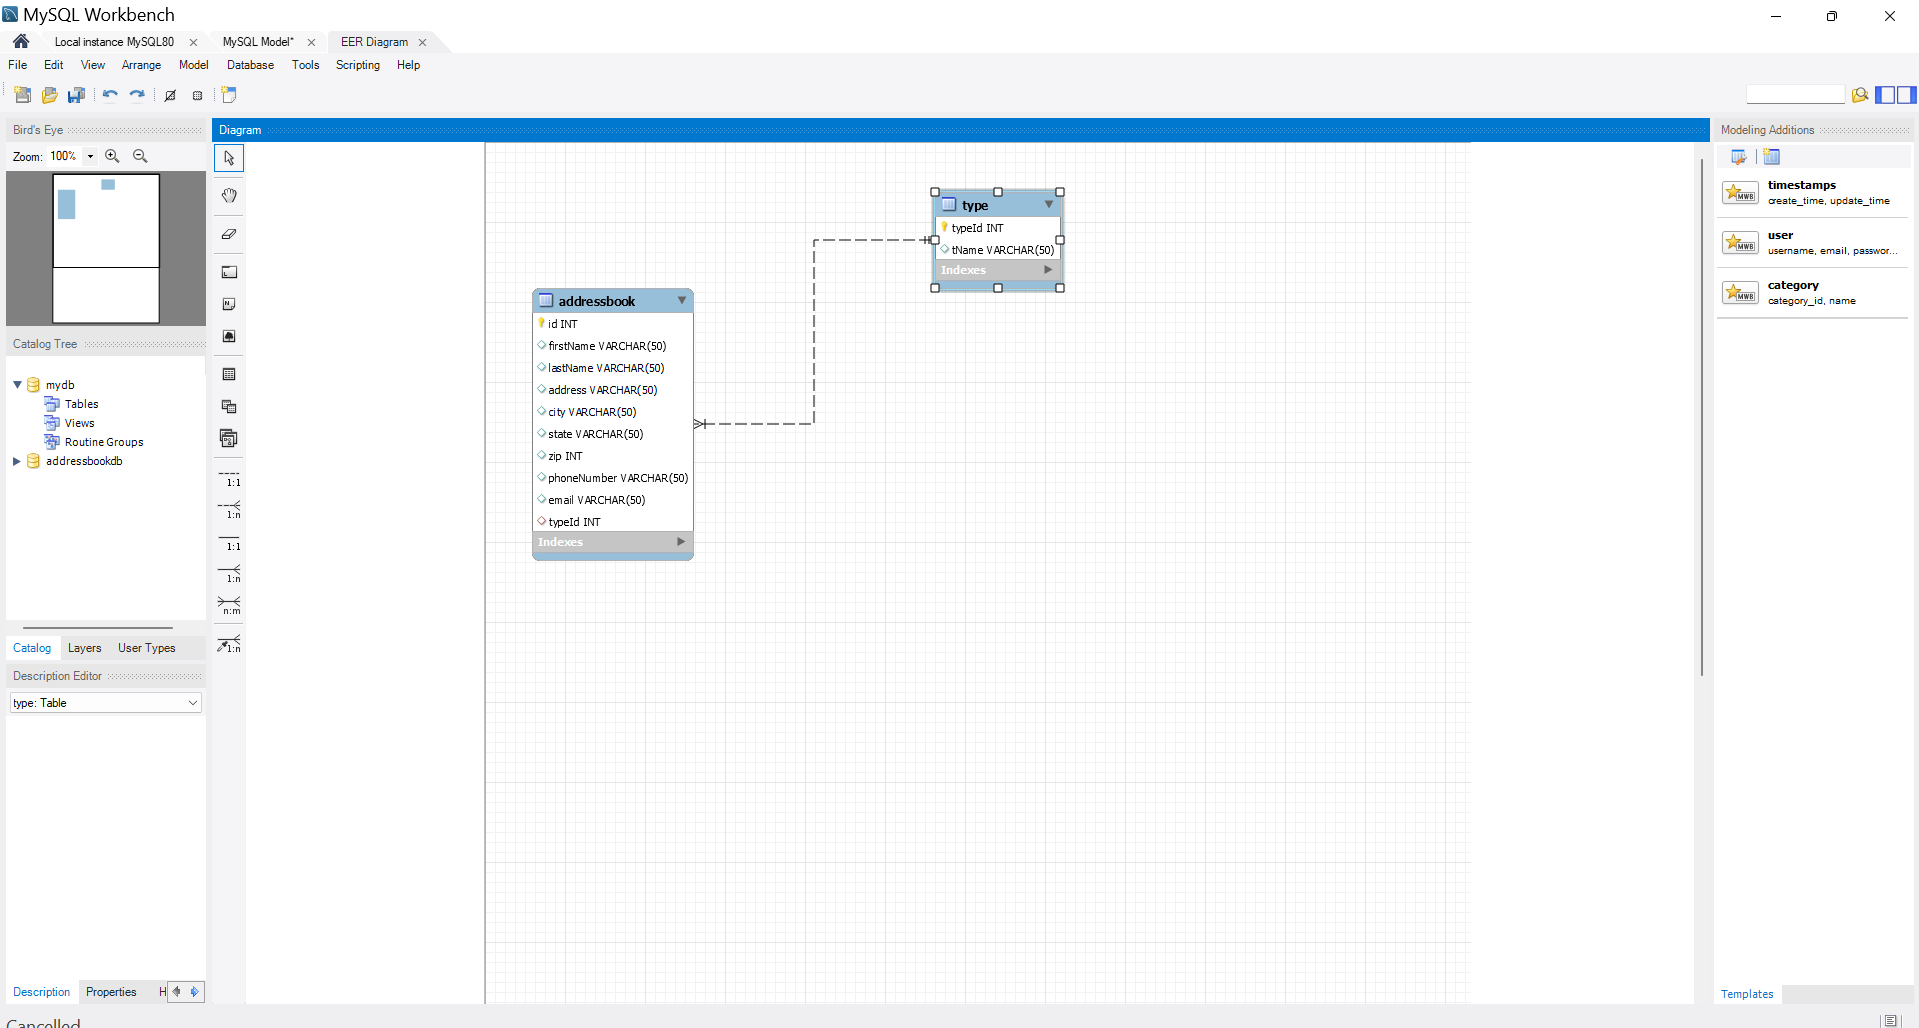 MySQL Workbench
Local instance MySQL80
MySQL Model*
EER Diagram
File Edit View Arrange Model Database Tools Scripting Help
Bird's Eye
Zoom: 100%
Catalog Tree
mydb
Tables
Views
Routine Groups
addressbookdb
Catalog Layers User Types
Description Editor
type: Table
Description Properties H
Cancelled
Diagram
1:1
1:n
1:1
1:n
n:m
1:n
type
typeId INT
tName VARCHAR(50)
Indexes
addressbook
id INT
firstName VARCHAR(50)
lastName VARCHAR(50)
address VARCHAR(50)
city VARCHAR(50)
state VARCHAR(50)
zip INT
phoneNumber VARCHAR(50)
email VARCHAR(50)
typeId INT
Indexes
Modeling Additions
MWB
timestamps
create_time, update_time
MWB
user
username, email, passwor...
MWB
category
category_id, name
Templates